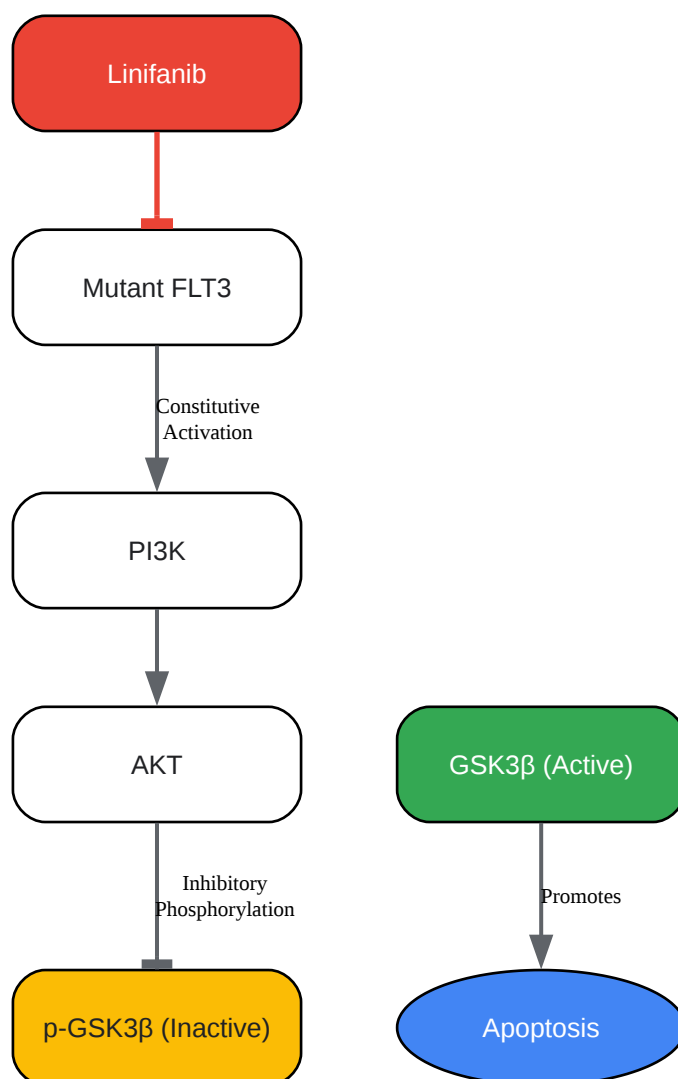 Linifanib
Mutant FLT3
Constitutive
Activation
PI3K
AKT
GSK3β (Active)
Inhibitory
Phosphorylation
Promotes
p-GSK3β (Inactive)
Apoptosis